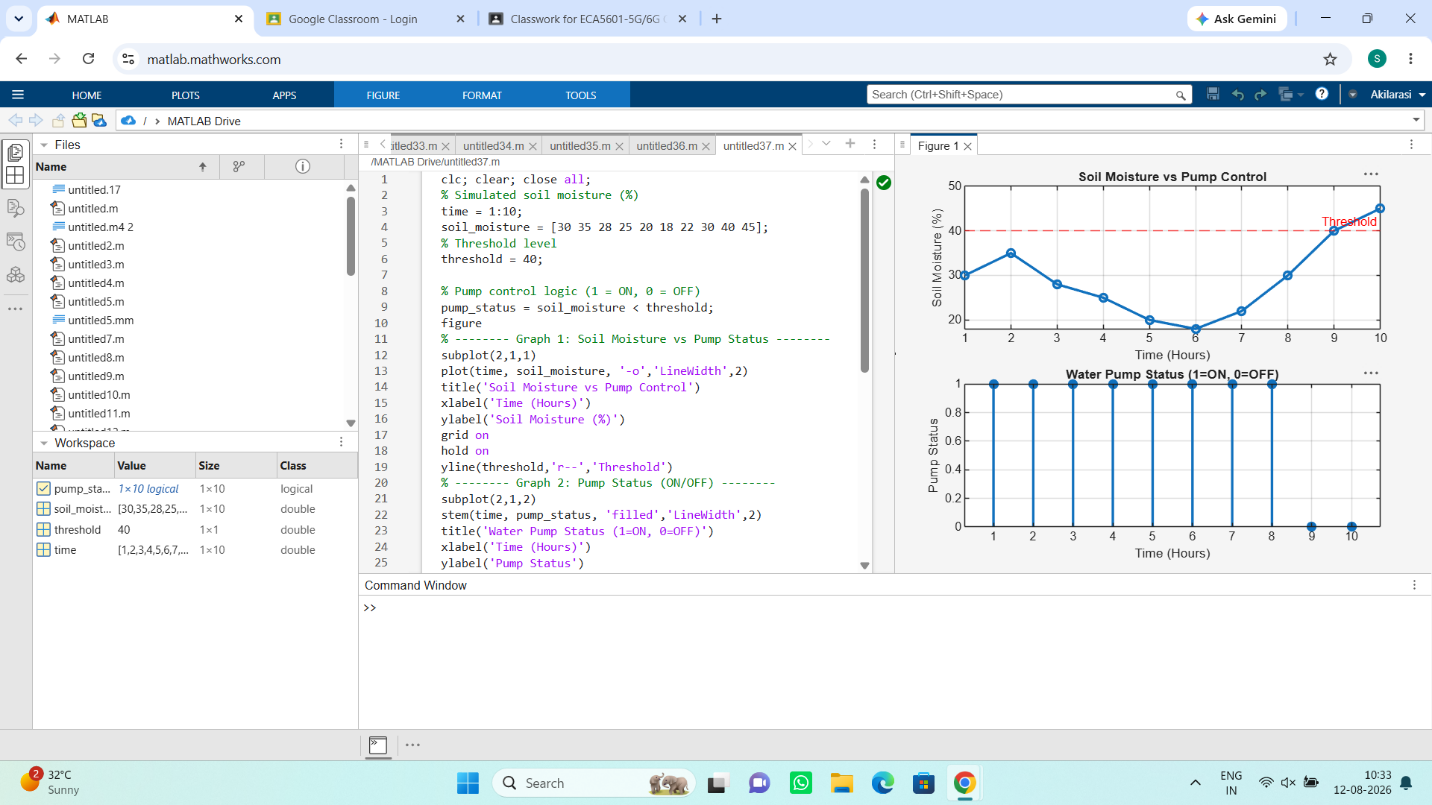 MATLAB
Google Classroom - Login
Classwork for ECA5601-5G/6G
Ask Gemini
matlab.mathworks.com
S
HOME
PLOTS
APPS
FIGURE
FORMAT
TOOLS
Search (Ctrl+Shift+Space)
Akilarasi
/ > MATLAB Drive
Files
Name
untitled.17
untitled.m
untitled.m4 2
untitled2.m
untitled3.m
untitled4.m
untitled5.m
untitled5.mm
untitled7.m
untitled8.m
untitled9.m
untitled10.m
untitled11.m
Workspace
Name Value Size Class
pump_sta... 1×10 logical 1×10 logical
soil_moist... [30,35,28,25,... 1×10 double
threshold 40 1×1 double
time [1,2,3,4,5,6,7,... 1×10 double
itled33.m untitled34.m untitled35.m untitled36.m untitled37.m
/MATLAB Drive/untitled37.m
1 clc; clear; close all;
2 % Simulated soil moisture (%)
3 time = 1:10;
4 soil_moisture = [30 35 28 25 20 18 22 30 40 45];
5 % Threshold level
6 threshold = 40;
7
8 % Pump control logic (1 = ON, 0 = OFF)
9 pump_status = soil_moisture < threshold;
10 figure
11 % -------- Graph 1: Soil Moisture vs Pump Status --------
12 subplot(2,1,1)
13 plot(time, soil_moisture, '-o','LineWidth',2)
14 title('Soil Moisture vs Pump Control')
15 xlabel('Time (Hours)')
16 ylabel('Soil Moisture (%)')
17 grid on
18 hold on
19 yline(threshold,'r--','Threshold')
20 % -------- Graph 2: Pump Status (ON/OFF) --------
21 subplot(2,1,2)
22 stem(time, pump_status, 'filled','LineWidth',2)
23 title('Water Pump Status (1=ON, 0=OFF)')
24 xlabel('Time (Hours)')
25 ylabel('Pump Status')
Figure 1
Soil Moisture vs Pump Control
Soil Moisture (%)
50
40
30
20
Threshold
1 2 3 4 5 6 7 8 9 10
Time (Hours)
Water Pump Status (1=ON, 0=OFF)
Pump Status
1
0.8
0.6
0.4
0.2
0
1 2 3 4 5 6 7 8 9 10
Time (Hours)
Command Window
>>
2
32°C
Sunny
Search
ENG
IN
10:33
12-08-2026